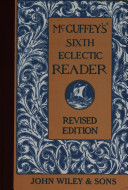 MCGUFFEY'S
SIXTH
ECLECTIC
READER
REVISED
EDITION
JOHN WILEY & SONS